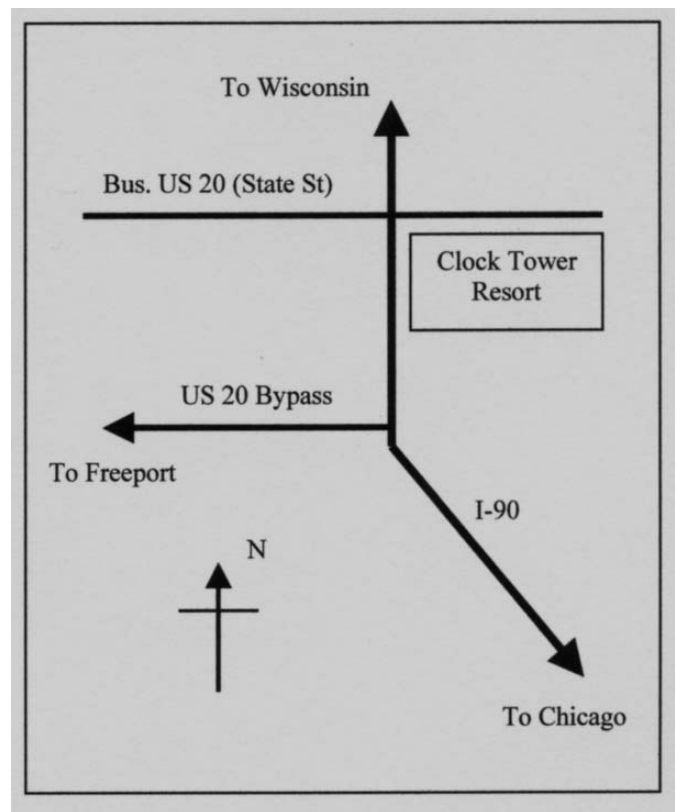 To Wisconsin
Bus. US 20 (State St)
Clock Tower
Resort
US 20 Bypass
To Freeport
I-90
N
To Chicago